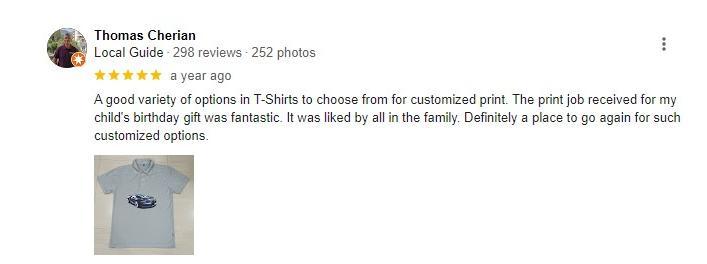 Thomas Cherian
Local Guide · 298 reviews · 252 photos
a year ago
A good variety of options in T-Shirts to choose from for customized print. The print job received for my
child's birthday gift was fantastic. It was liked by all in the family. Definitely a place to go again for such
customized options.